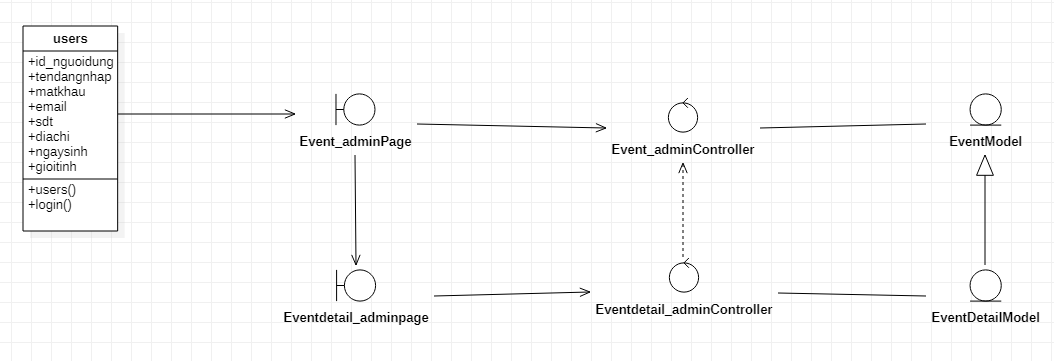 users
+id_nguoidung
+tendangnhap
+matkhau
+email
+sdt
+diachi
+ngaysinh
+gioitinh
+users()
+login()
Event_adminPage
Event_adminController
EventModel
Eventdetail_adminpage
Eventdetail_adminController
EventDetailModel